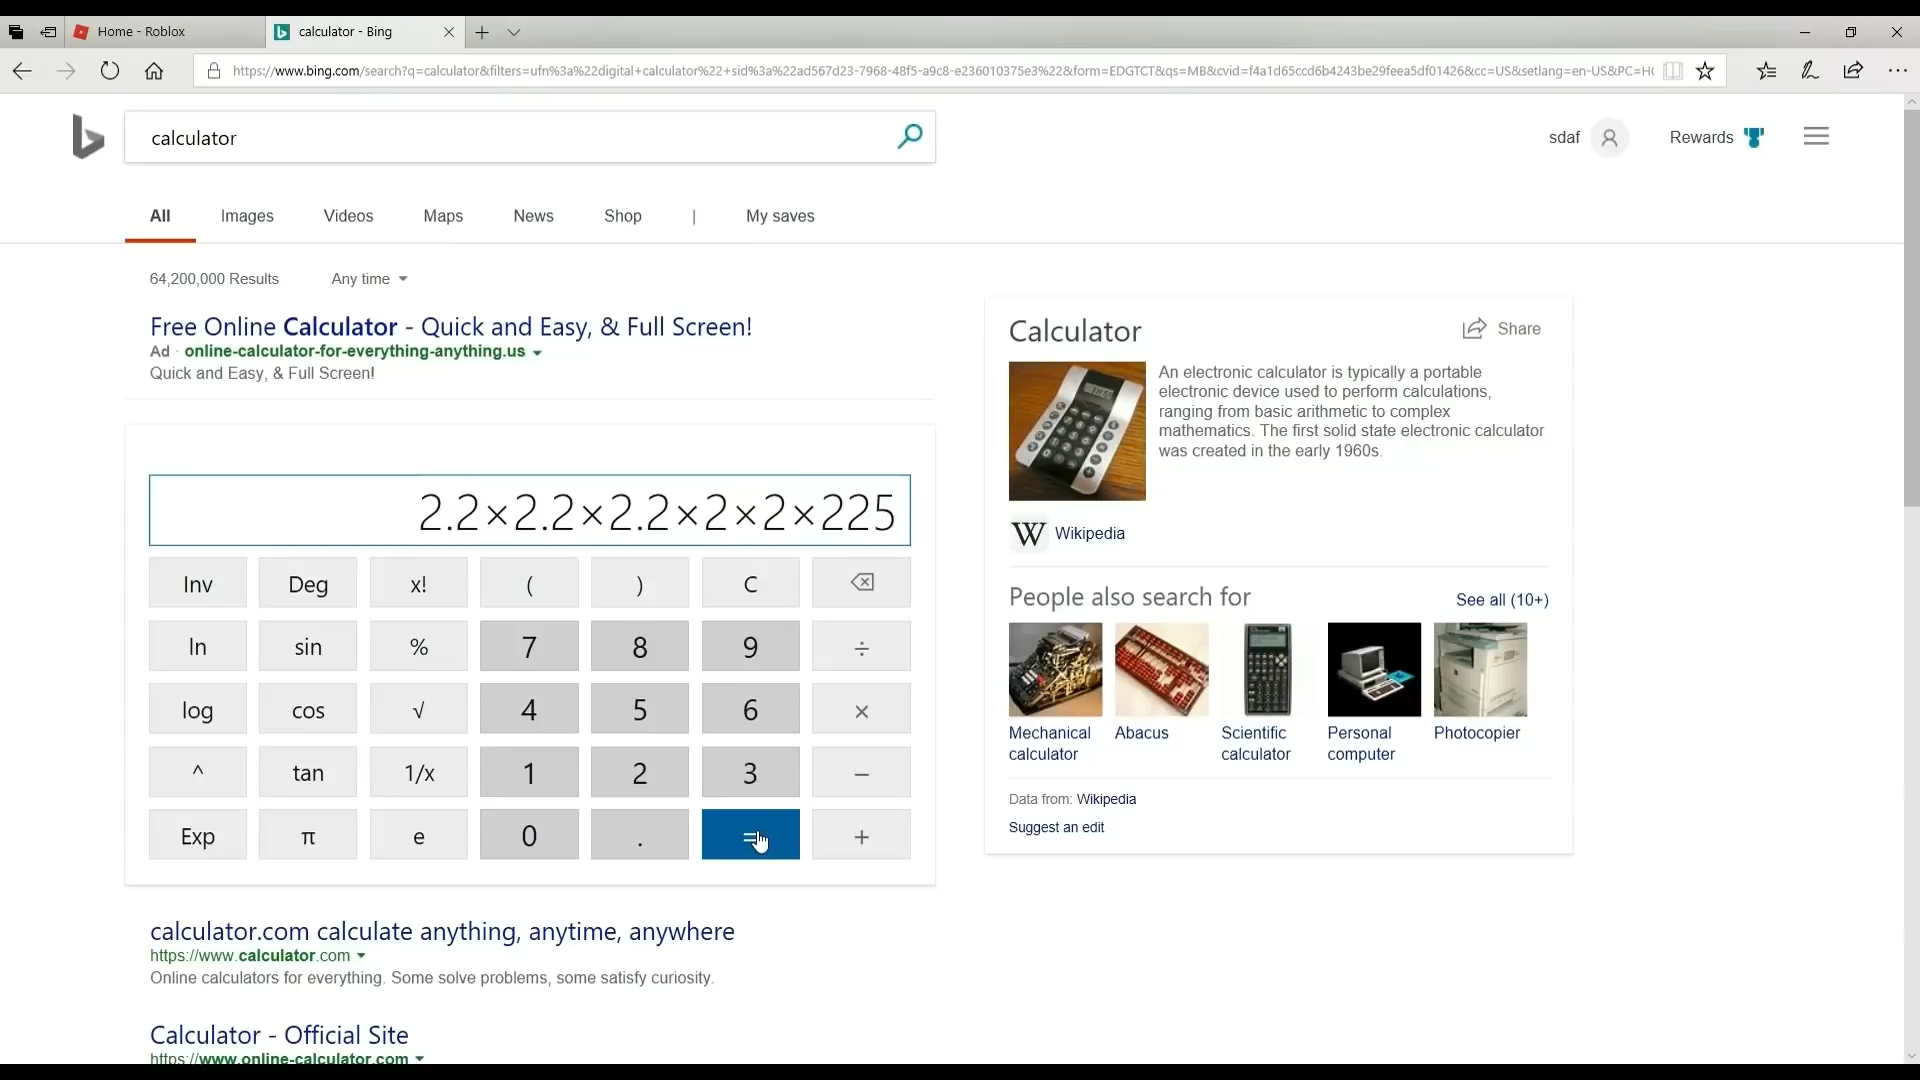 Home - Roblox
calculator - Bing
https://www.bing.com/search?q=calculator&filters=ufn%3a%22digital+calculator%22+sid%3a%22ad567d23-7968-48f5-a9c8-e236010375e3%22&form=EDGTCT&qs=MB&cvid=f4a1d65ccd6b4243be29feea5df01426&cc=US&setlang=en-US&PC=H
calculator
sdaf
Rewards
All Images Videos Maps News Shop | My saves
64,200,000 Results Any time
Free Online Calculator - Quick and Easy, & Full Screen!
Ad · online-calculator-for-everything-anything.us
Quick and Easy, & Full Screen!
2.2×2.2×2.2×2×2×225
Inv Deg x! ( ) C
ln sin % 7 8 9 ÷
log cos √ 4 5 6 ×
^ tan 1/x 1 2 3 −
Exp π e 0 . = +
calculator.com calculate anything, anytime, anywhere
https://www.calculator.com
Online calculators for everything. Some solve problems, some satisfy curiosity.
Calculator - Official Site
https://www.online-calculator.com
Calculator
Share
An electronic calculator is typically a portable
electronic device used to perform calculations,
ranging from basic arithmetic to complex
mathematics. The first solid state electronic calculator
was created in the early 1960s.
W Wikipedia
People also search for
See all (10+)
Mechanical
calculator
Abacus
Scientific
calculator
Personal
computer
Photocopier
Data from: Wikipedia
Suggest an edit